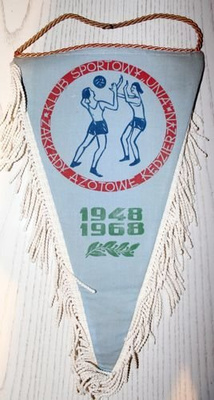 KLUB SPORTOWY „UNIA”
ZAKŁADY AZOTOWE KĘDZIERZYN
1948
1968